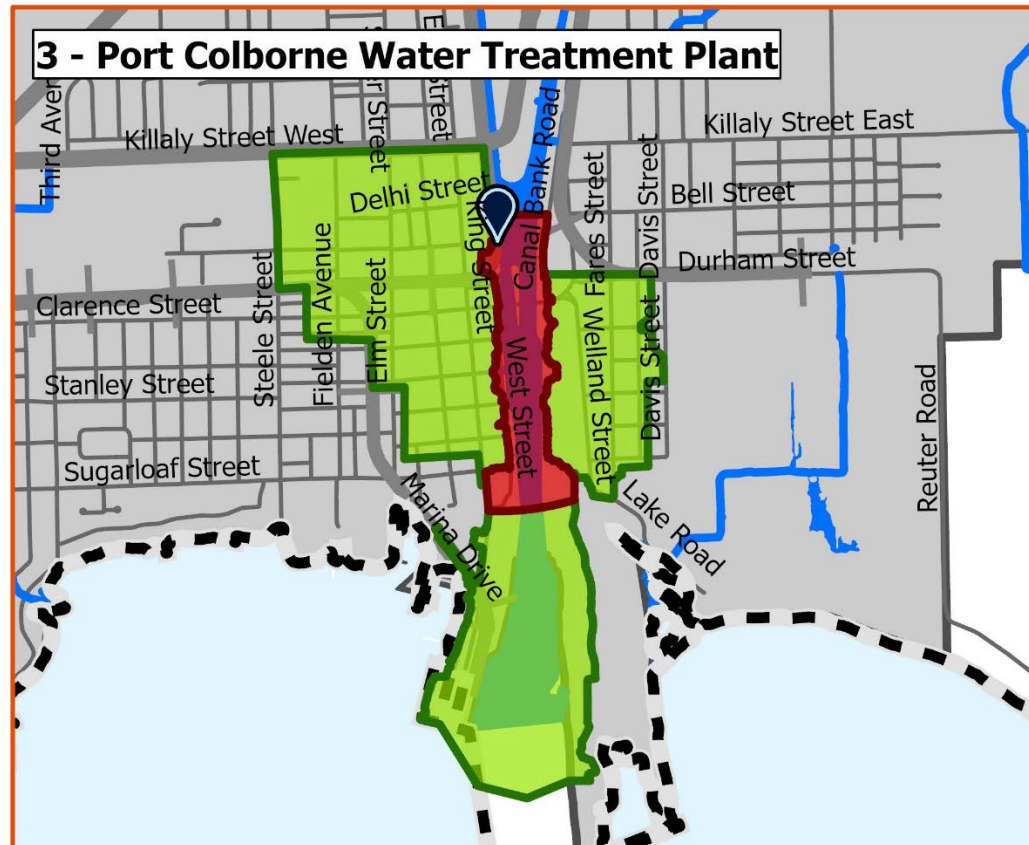 3 - Port Colborne Water Treatment Plant
Third Aven
Killaly Street West
Street
Killaly Street East
Delhi Street
King Street
Canal Bank Road
Fares Street
Davis Street
Bell Street
Durham Street
Clarence Street
Steele Street
Fielden Avenue
Elm Street
West Street
Welland Street
Davis Street
Stanley Street
Sugarloaf Street
Marina Drive
Lake Road
Reuter Road